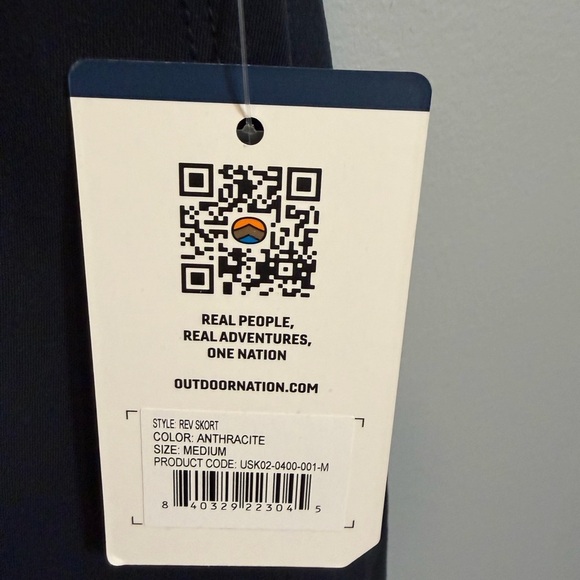 REAL PEOPLE,
REAL ADVENTURES,
ONE NATION
OUTDOORNATION.COM
STYLE: REV SKORT
COLOR: ANTHRACITE
SIZE: MEDIUM
PRODUCT CODE: USK02-0400-001-M
8 40329 22304 5